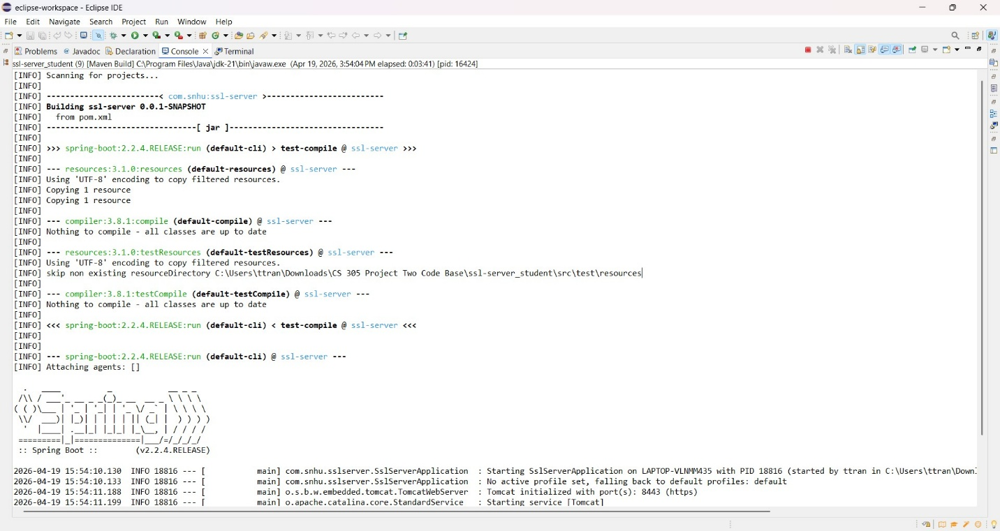 eclipse-workspace - Eclipse IDE
File Edit Navigate Search Project Run Window Help
Problems Javadoc Declaration Console Terminal
ssl-server_student (9) [Maven Build] C:\Program Files\Java\jdk-21\bin\javaw.exe (Apr 19, 2026, 3:54:04 PM elapsed: 0:03:41) [pid: 16424]
[INFO] Scanning for projects...
[INFO]
[INFO] ------------------------< com.snhu:ssl-server >-------------------------
[INFO] Building ssl-server 0.0.1-SNAPSHOT
[INFO]   from pom.xml
[INFO] --------------------------------[ jar ]---------------------------------
[INFO]
[INFO] >>> spring-boot:2.2.4.RELEASE:run (default-cli) > test-compile @ ssl-server >>>
[INFO]
[INFO] --- resources:3.1.0:resources (default-resources) @ ssl-server ---
[INFO] Using 'UTF-8' encoding to copy filtered resources.
[INFO] Copying 1 resource
[INFO] Copying 1 resource
[INFO]
[INFO] --- compiler:3.8.1:compile (default-compile) @ ssl-server ---
[INFO] Nothing to compile - all classes are up to date
[INFO]
[INFO] --- resources:3.1.0:testResources (default-testResources) @ ssl-server ---
[INFO] Using 'UTF-8' encoding to copy filtered resources.
[INFO] skip non existing resourceDirectory C:\Users\ttran\Downloads\CS 305 Project Two Code Base\ssl-server_student\src\test\resources
[INFO]
[INFO] --- compiler:3.8.1:testCompile (default-testCompile) @ ssl-server ---
[INFO] Nothing to compile - all classes are up to date
[INFO]
[INFO] <<< spring-boot:2.2.4.RELEASE:run (default-cli) < test-compile @ ssl-server <<<
[INFO]
[INFO]
[INFO] --- spring-boot:2.2.4.RELEASE:run (default-cli) @ ssl-server ---
[INFO] Attaching agents: []
Spring
:: Spring Boot ::        (v2.2.4.RELEASE)
2026-04-19 15:54:10.130  INFO 18816 --- [           main] com.snhu.sslserver.SslServerApplication  : Starting SslServerApplication on LAPTOP-VLNMM435 with PID 18816 (started by ttran in C:\Users\ttran\Downl
2026-04-19 15:54:10.133  INFO 18816 --- [           main] com.snhu.sslserver.SslServerApplication  : No active profile set, falling back to default profiles: default
2026-04-19 15:54:11.188  INFO 18816 --- [           main] o.s.b.w.embedded.tomcat.TomcatWebServer  : Tomcat initialized with port(s): 8443 (https)
2026-04-19 15:54:11.199  INFO 18816 --- [           main] o.apache.catalina.core.StandardService   : Starting service [Tomcat]